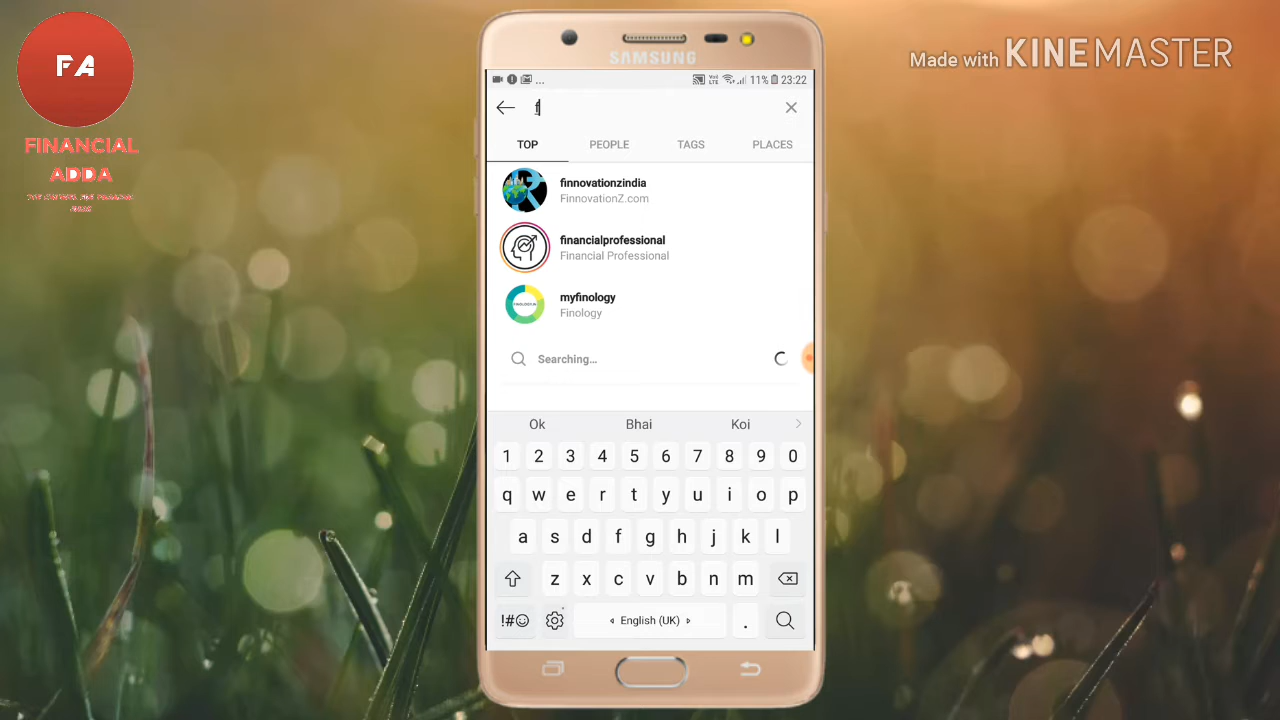 FA
FINANCIAL
ADDA
Made with KINEMASTER
SAMSUNG
... 11% 23:22
f
TOP PEOPLE TAGS PLACES
finnovationzindia
FinnovationZ.com
financialprofessional
Financial Professional
myfinology
Finology
Searching...
Ok Bhai Koi
1 2 3 4 5 6 7 8 9 0
q w e r t y u i o p
a s d f g h j k l
z x c v b n m
!#☺ English (UK) .